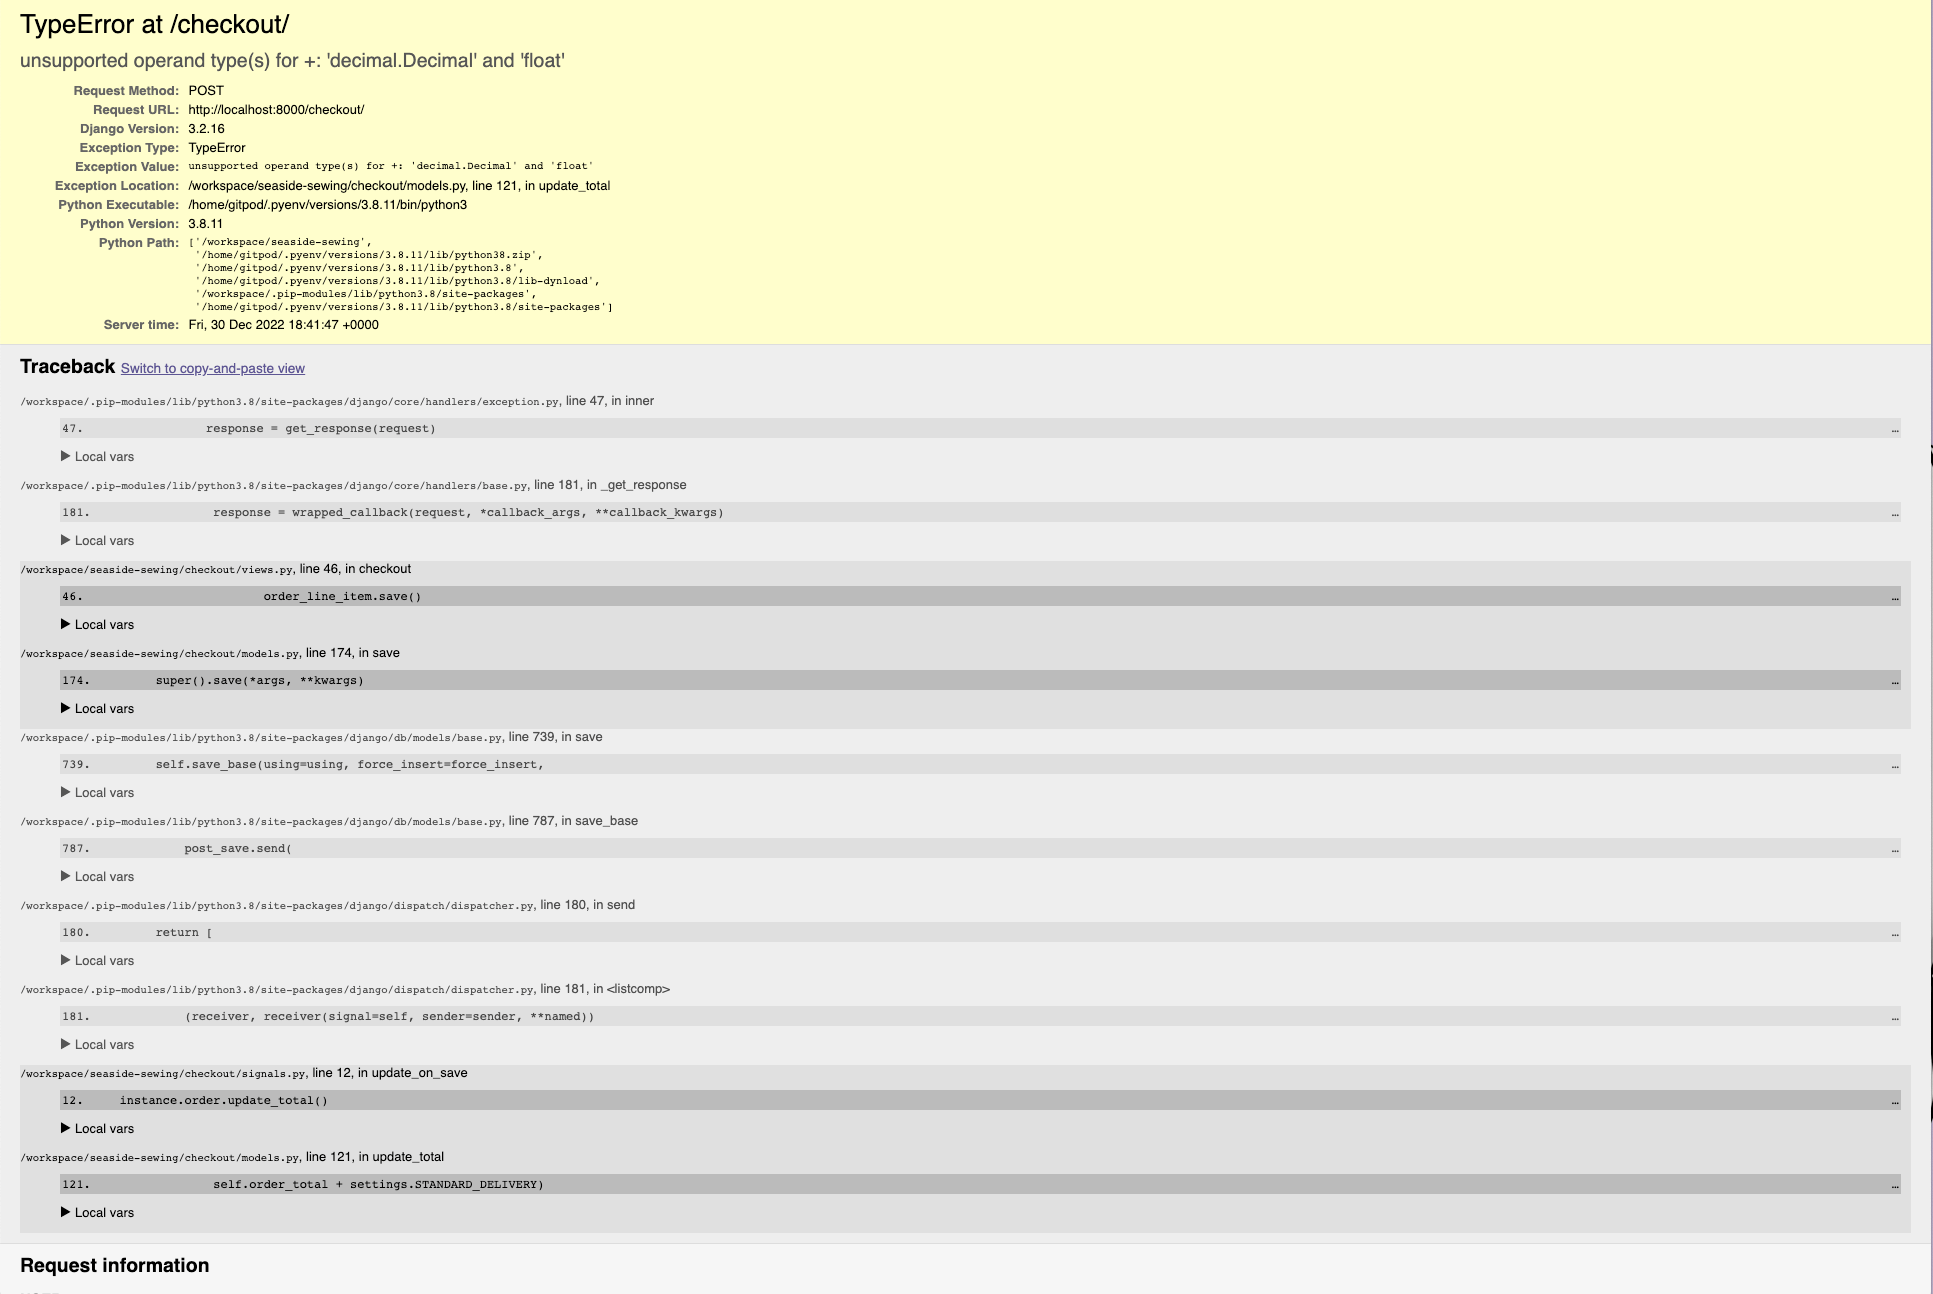 TypeError at /checkout/
unsupported operand type(s) for +: 'decimal.Decimal' and 'float'
Request Method: POST
Request URL: http://localhost:8000/checkout/
Django Version: 3.2.16
Exception Type: TypeError
Exception Value: unsupported operand type(s) for +: 'decimal.Decimal' and 'float'
Exception Location: /workspace/seaside-sewing/checkout/models.py, line 121, in update_total
Python Executable: /home/gitpod/.pyenv/versions/3.8.11/bin/python3
Python Version: 3.8.11
Python Path: ['/workspace/seaside-sewing',
'/home/gitpod/.pyenv/versions/3.8.11/lib/python38.zip',
'/home/gitpod/.pyenv/versions/3.8.11/lib/python3.8',
'/home/gitpod/.pyenv/versions/3.8.11/lib/python3.8/lib-dynload',
'/workspace/.pip-modules/lib/python3.8/site-packages',
'/home/gitpod/.pyenv/versions/3.8.11/lib/python3.8/site-packages']
Server time: Fri, 30 Dec 2022 18:41:47 +0000
Traceback Switch to copy-and-paste view
/workspace/.pip-modules/lib/python3.8/site-packages/django/core/handlers/exception.py, line 47, in inner
47. response = get_response(request) …
▶ Local vars
/workspace/.pip-modules/lib/python3.8/site-packages/django/core/handlers/base.py, line 181, in _get_response
181. response = wrapped_callback(request, *callback_args, **callback_kwargs) …
▶ Local vars
/workspace/seaside-sewing/checkout/views.py, line 46, in checkout
46. order_line_item.save() …
▶ Local vars
/workspace/seaside-sewing/checkout/models.py, line 174, in save
174. super().save(*args, **kwargs) …
▶ Local vars
/workspace/.pip-modules/lib/python3.8/site-packages/django/db/models/base.py, line 739, in save
739. self.save_base(using=using, force_insert=force_insert, …
▶ Local vars
/workspace/.pip-modules/lib/python3.8/site-packages/django/db/models/base.py, line 787, in save_base
787. post_save.send( …
▶ Local vars
/workspace/.pip-modules/lib/python3.8/site-packages/django/dispatch/dispatcher.py, line 180, in send
180. return [ …
▶ Local vars
/workspace/.pip-modules/lib/python3.8/site-packages/django/dispatch/dispatcher.py, line 181, in <listcomp>
181. (receiver, receiver(signal=self, sender=sender, **named)) …
▶ Local vars
/workspace/seaside-sewing/checkout/signals.py, line 12, in update_on_save
12. instance.order.update_total() …
▶ Local vars
/workspace/seaside-sewing/checkout/models.py, line 121, in update_total
121. self.order_total + settings.STANDARD_DELIVERY) …
▶ Local vars
Request information